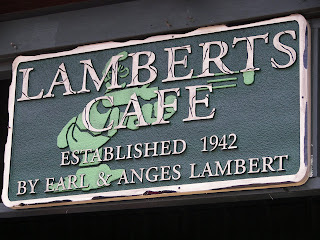 LAMBERTS
CAFE
ESTABLISHED 1942
BY EARL & ANGES LAMBERT